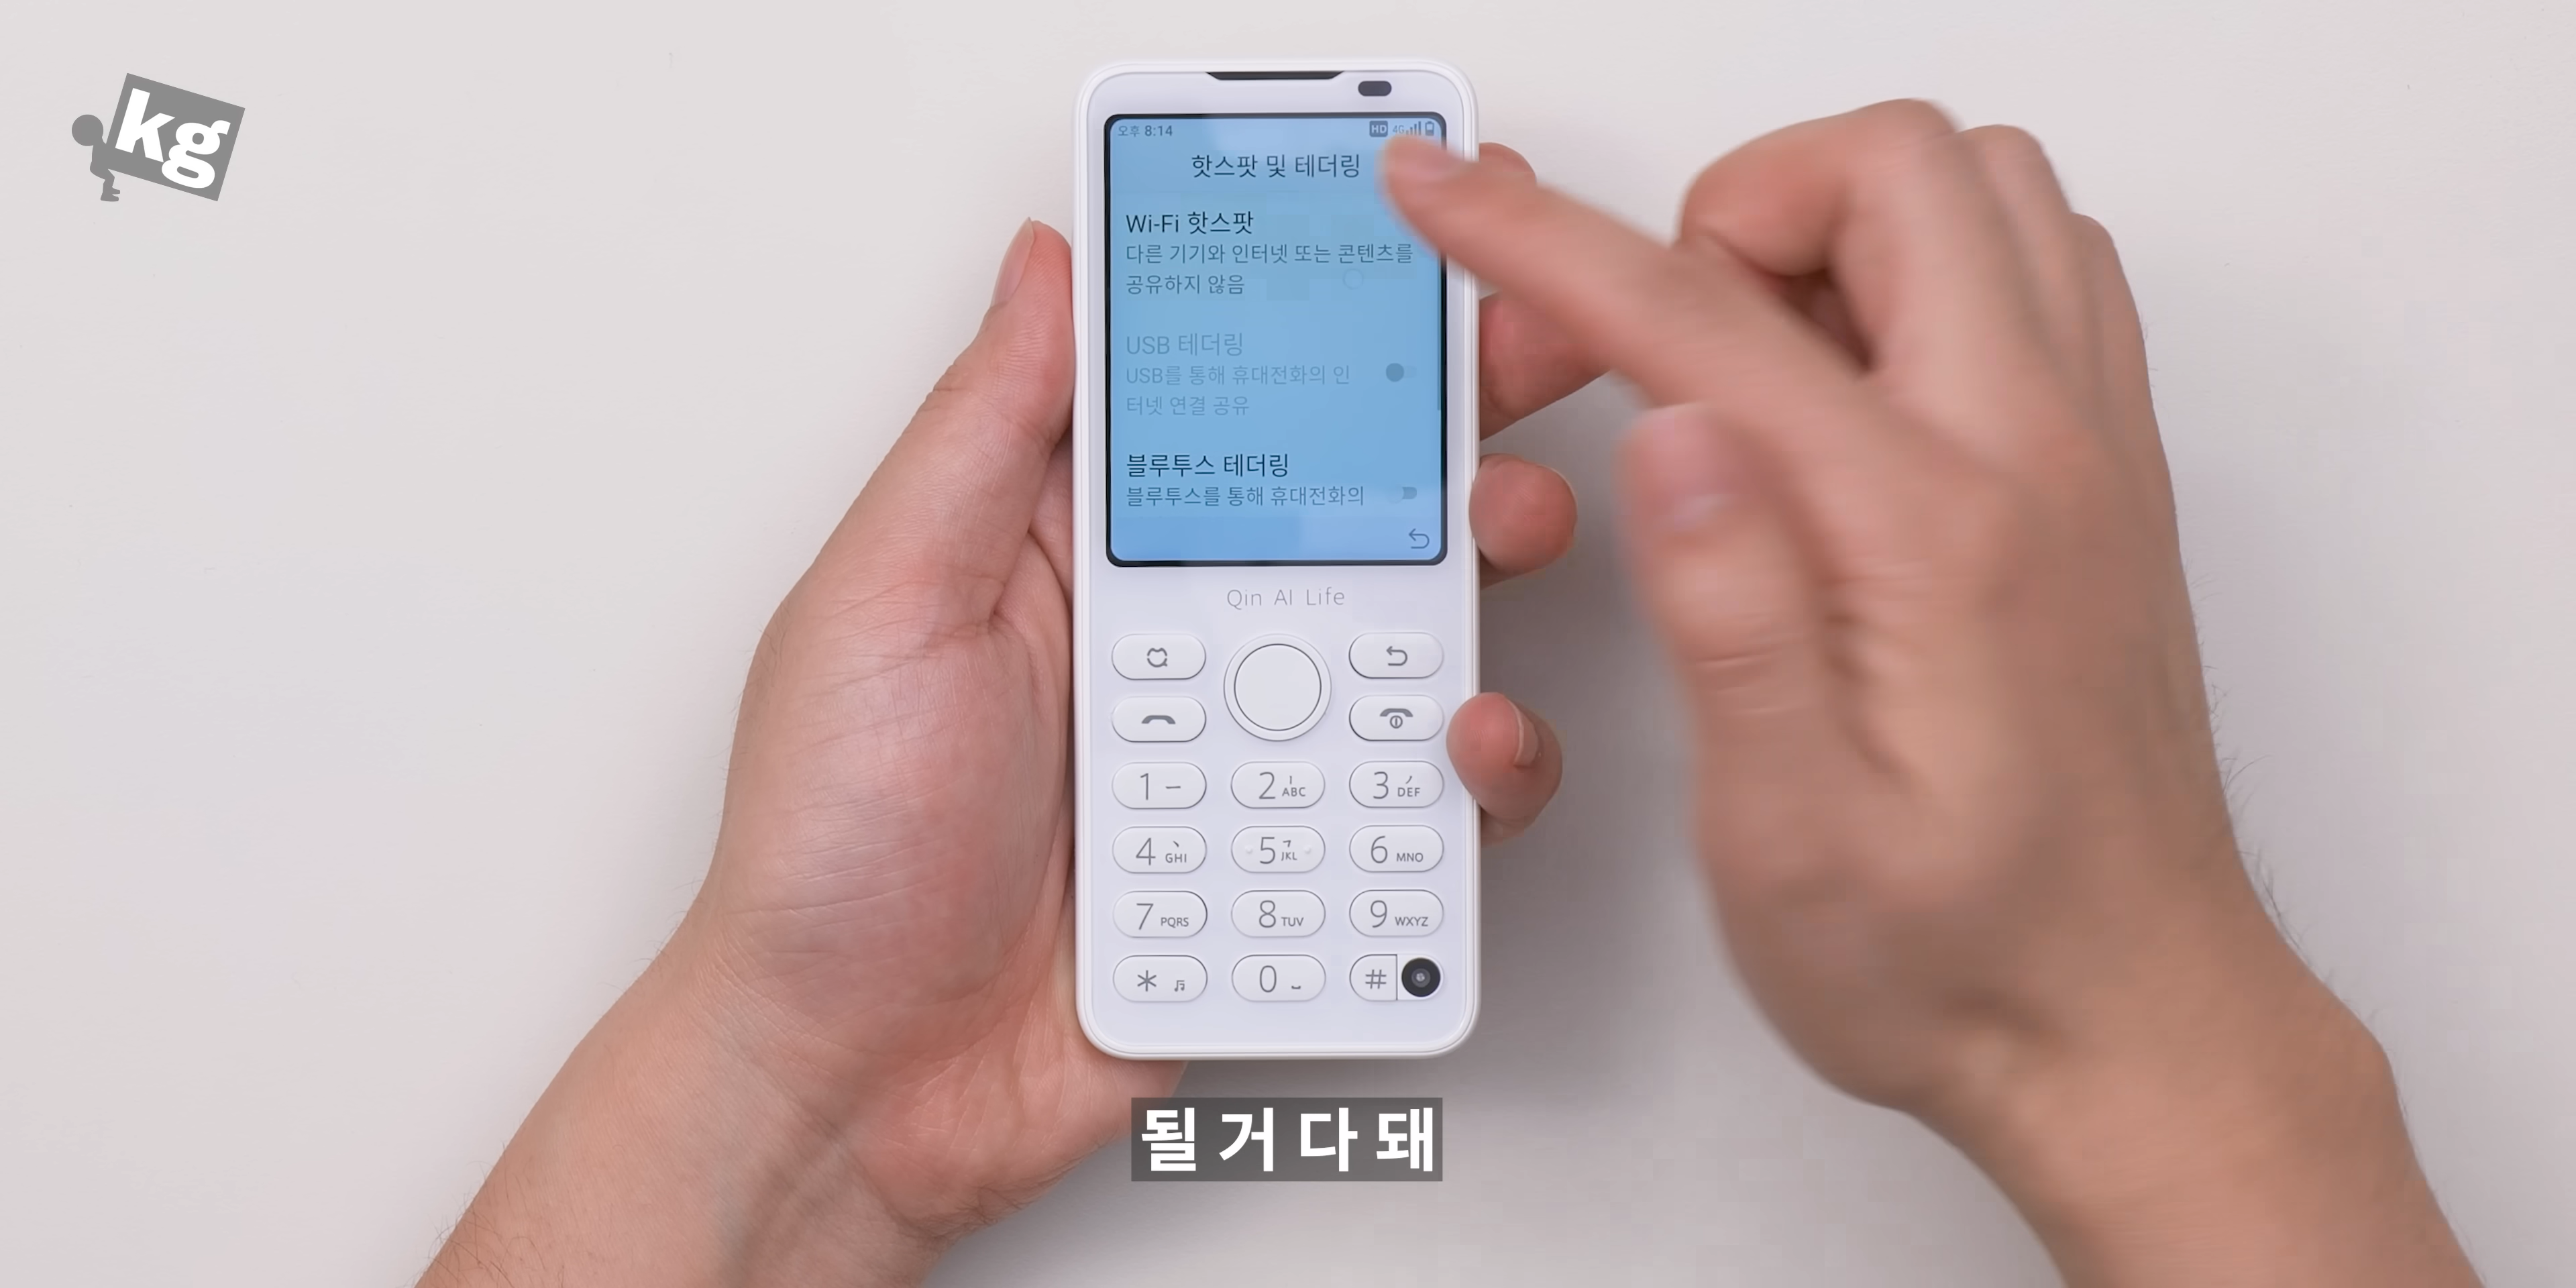 kg
오후 8:14
HD 4G
핫스팟 및 테더링
Wi-Fi 핫스팟
다른 기기와 인터넷 또는 콘텐츠를
공유하지 않음
USB 테더링
USB를 통해 휴대전화의 인
터넷 연결 공유
블루투스 테더링
블루투스를 통해 휴대전화의
Qin AI Life
1 ㅡ
2 ㅣ ABC
3 DEF
4 GHI
5 ㄱ JKL
6 MNO
7 PQRS
8 TUV
9 WXYZ
*
0
#
될 거 다 돼